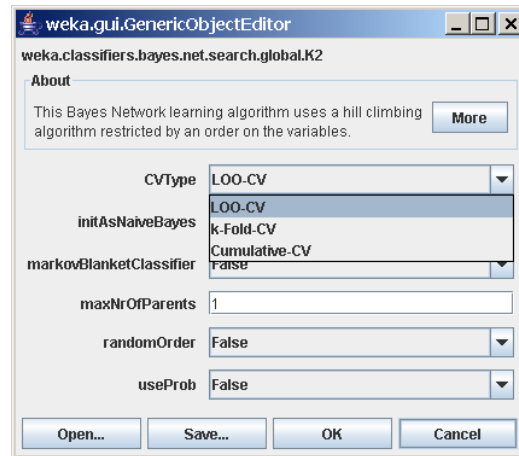 weka.gui.GenericObjectEditor
weka.classifiers.bayes.net.search.global.K2
About
This Bayes Network learning algorithm uses a hill climbing
algorithm restricted by an order on the variables.
More
CVType LOO-CV
LOO-CV
initAsNaiveBayes k-Fold-CV
Cumulative-CV
markovBlanketClassifier False
maxNrOfParents 1
randomOrder False
useProb False
Open... Save... OK Cancel